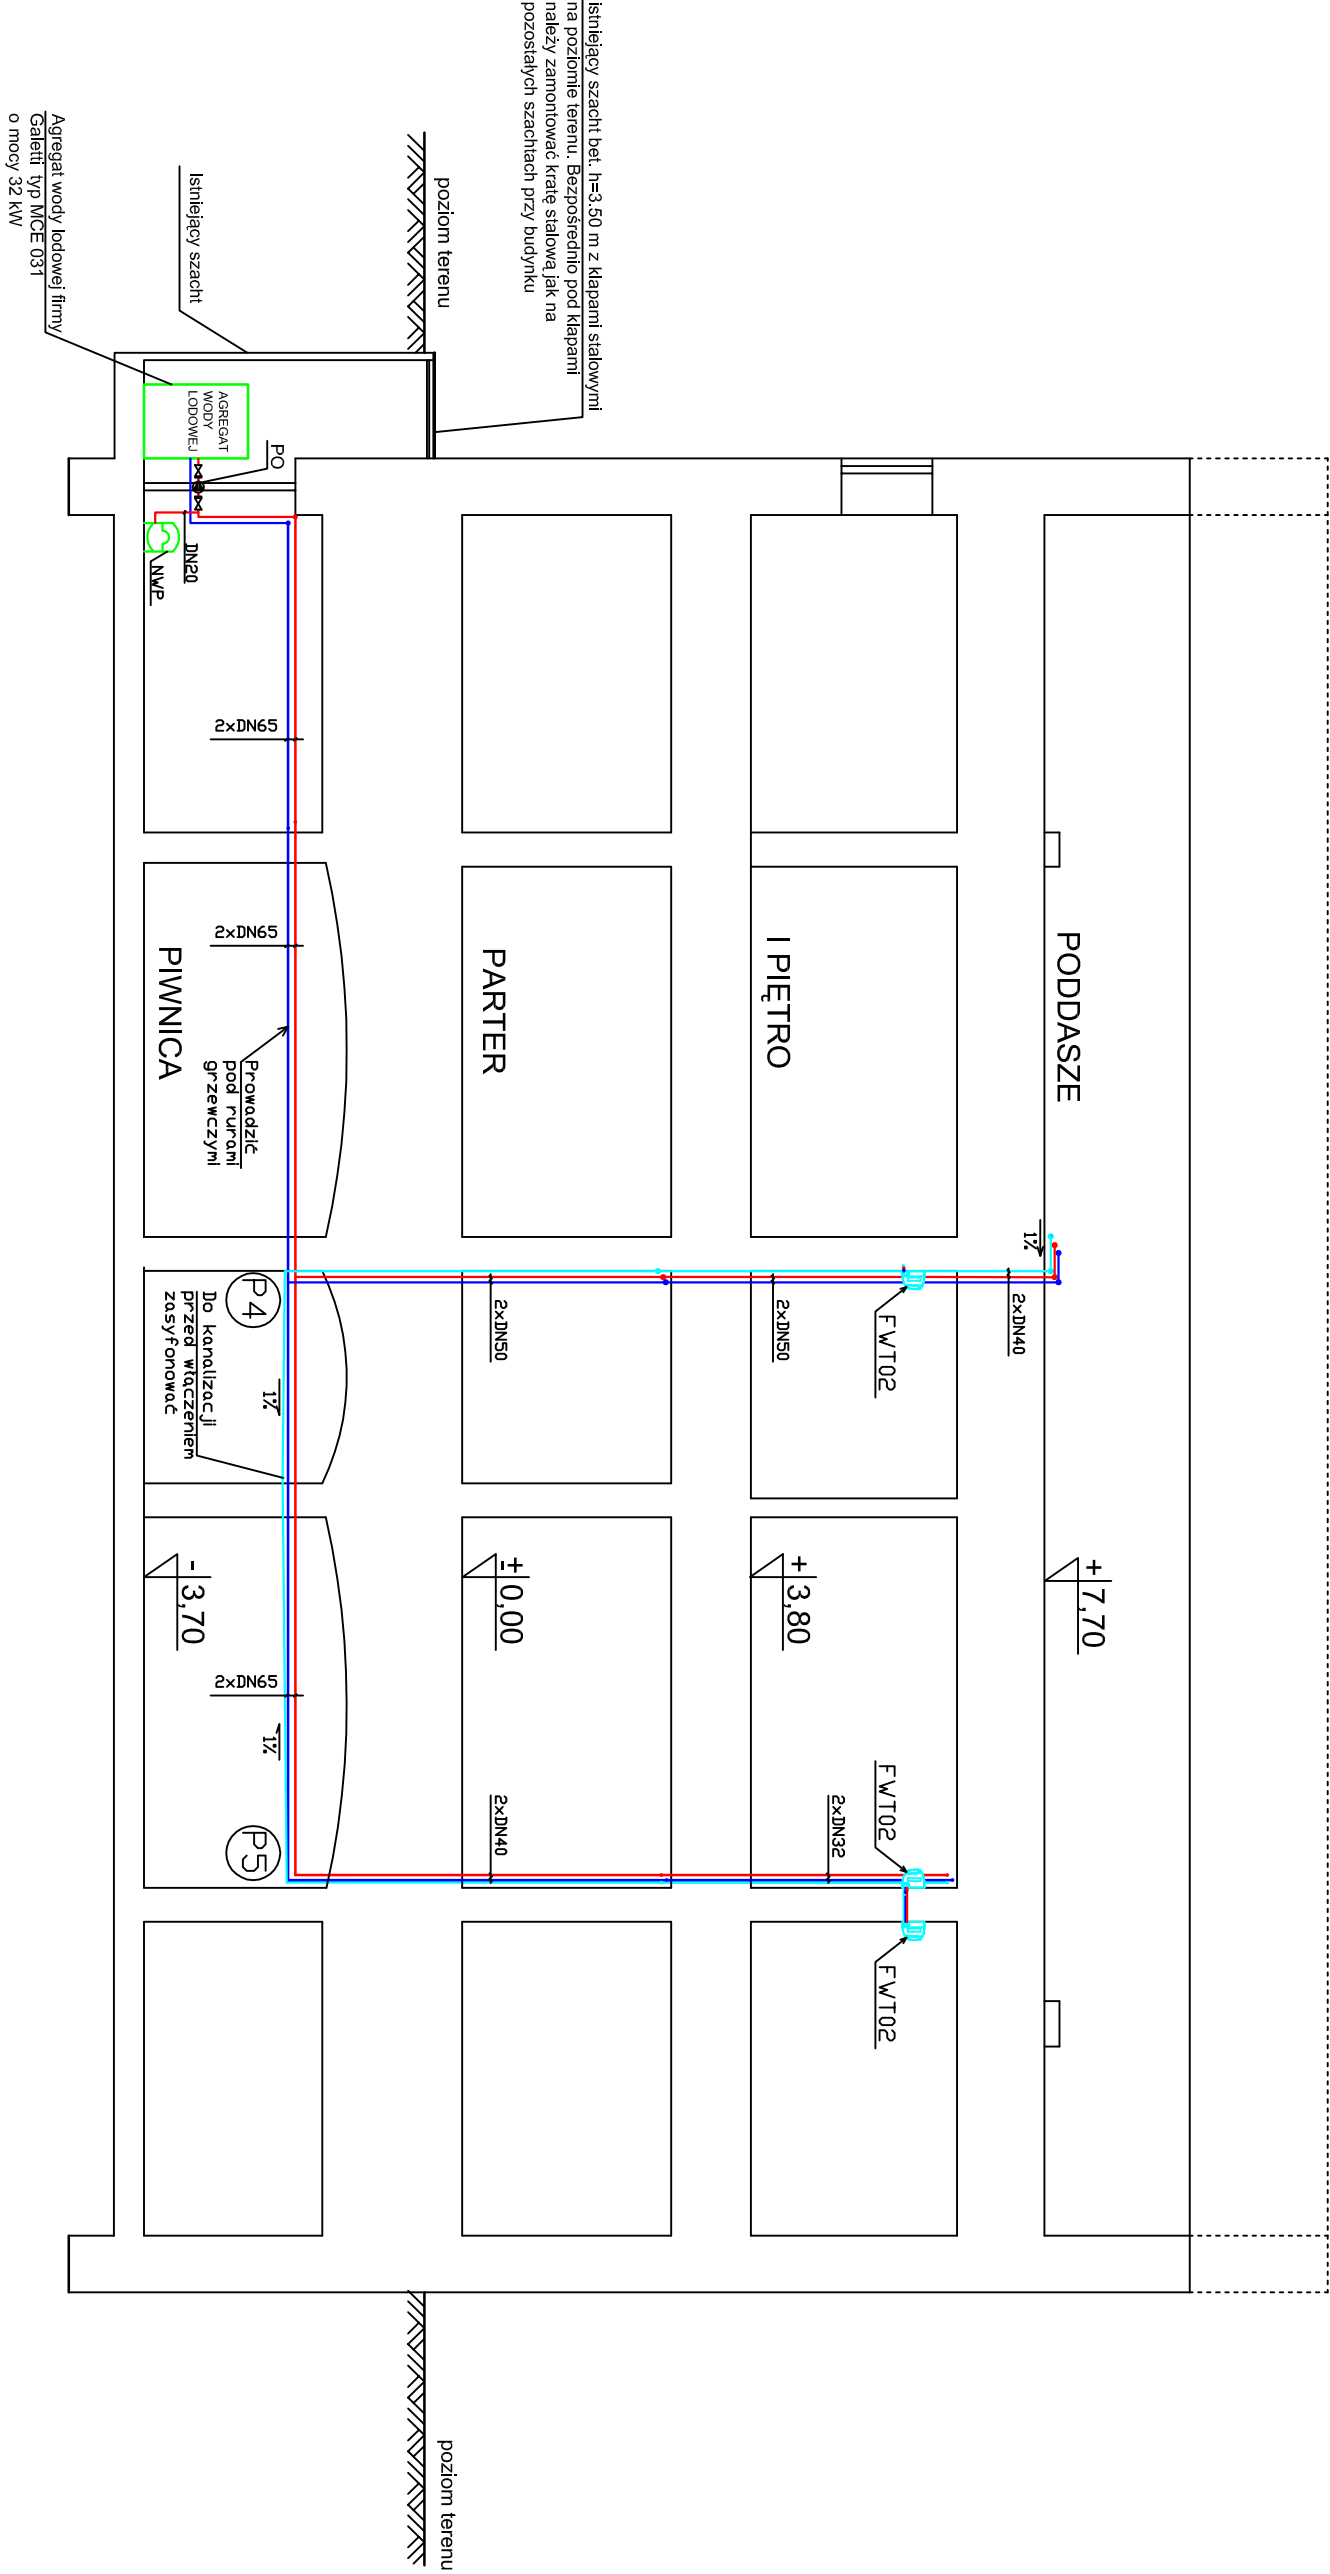 istniejący szacht bet. h=3.50 m z klapami stalowymi
na poziomie terenu. Bezpośrednio pod klapami
należy zamontować kratę stalową jak na
pozostałych szachtach przy budynku
poziom terenu
Istniejący szacht
Agregat wody lodowej firmy
Galetti typ MCE 031
o mocy 32 kW
AGREGAT
WODY
LODOWEJ
PO
DN20
NWP
2xDN65
2xDN65
PODDASZE
I PIĘTRO
PARTER
PIWNICA
Prowadzić
pod rurami
grzewczymi
1%
2xDN40
FWT02
2xDN50
2xDN50
P4
Do kanalizacji
przed włączeniem
zasyfonować
1%
+ 7,70
+ 3,80
± 0,00
- 3,70
2xDN65
1%
FWT02
2xDN32
2xDN40
P5
FWT02
poziom terenu